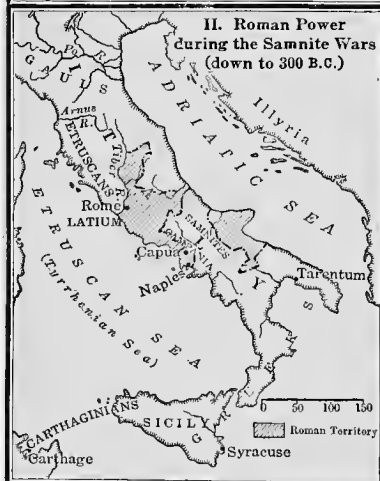 II. Roman Power
during the Samnite Wars
(down to 300 B.C.)
Po R.
GAULS
ADRIATIC SEA
Illyria
Arnus
R.
ETRUSCANS
Tiber R.
ITALY
Rome
LATIUM
SAMNITES
CAMPANIA
Capua
Naples
Tarentum
ETRUSCAN SEA
(Tyrrhenian Sea)
CARTHAGINIANS
SICILY
Carthage
Syracuse
0 50 100 150
Roman Territory